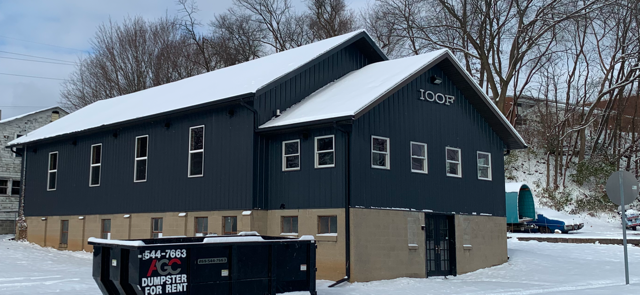 IOOF
544-7663
AGC
DUMPSTER
FOR RENT